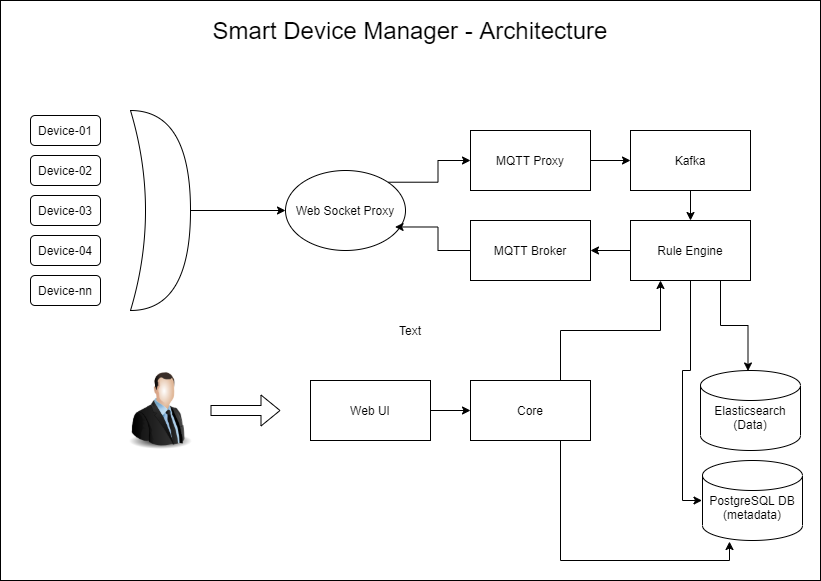 Smart Device Manager - Architecture
Device-01
Device-02
Device-03
Device-04
Device-nn
Web Socket Proxy
MQTT Proxy
Kafka
MQTT Broker
Rule Engine
Text
Web UI
Core
Elasticsearch
(Data)
PostgreSQL DB
(metadata)